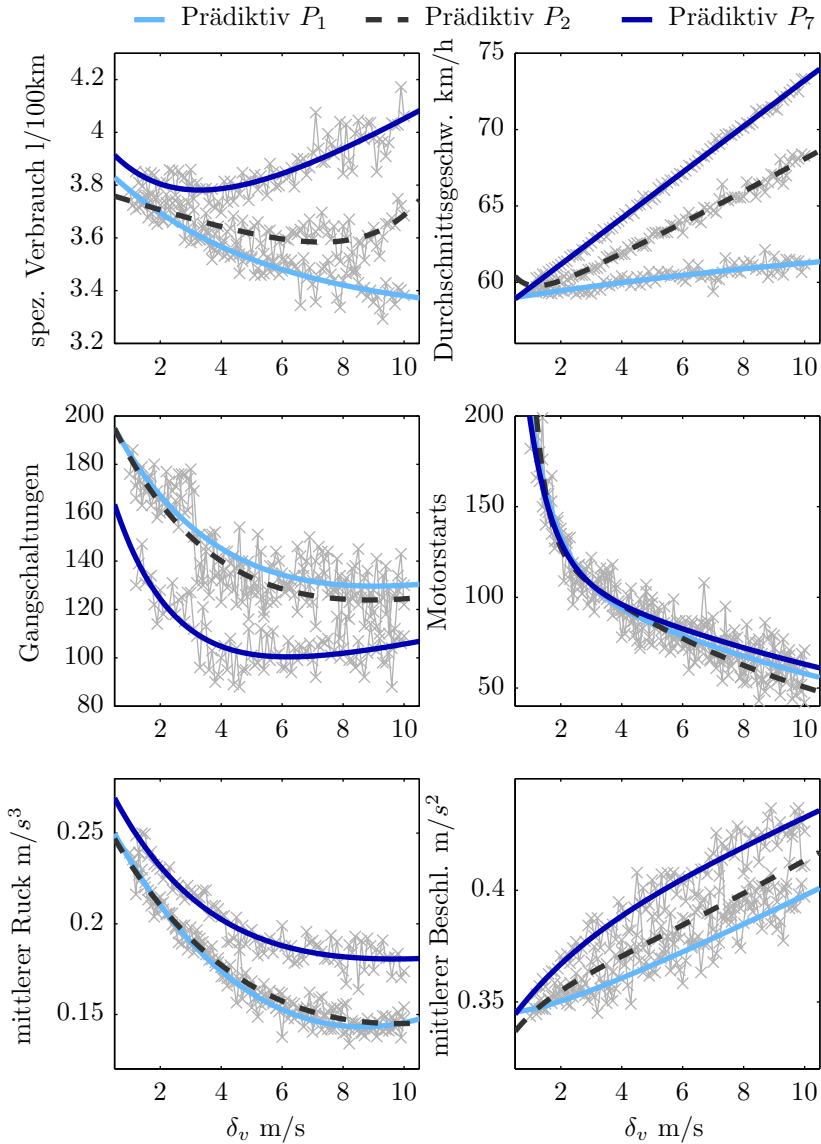 Prädiktiv P1 Prädiktiv P2 Prädiktiv P7
spez. Verbrauch l/100km
4.2
4
3.8
3.6
3.4
3.2
2 4 6 8 10
Durchschnittsgeschw. km/h
75
70
65
60
2 4 6 8 10
Gangschaltungen
200
180
160
140
120
100
80
2 4 6 8 10
Motorstarts
200
150
100
50
2 4 6 8 10
mittlerer Ruck m/s³
0.25
0.2
0.15
2 4 6 8 10
δv m/s
mittlerer Beschl. m/s²
0.4
0.35
2 4 6 8 10
δv m/s